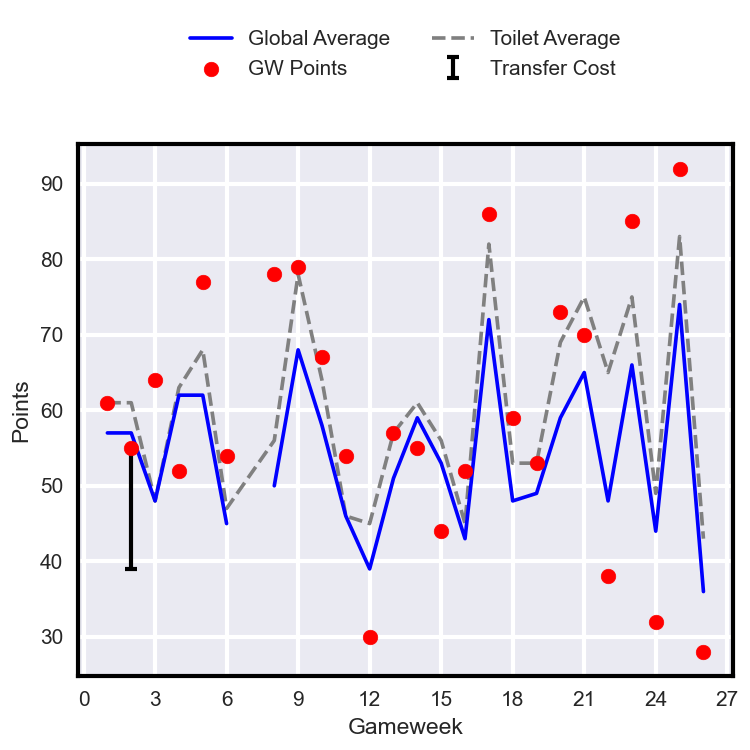 Global Average
Toilet Average
GW Points
Transfer Cost
90
80
70
60
50
40
30
Points
0 3 6 9 12 15 18 21 24 27
Gameweek